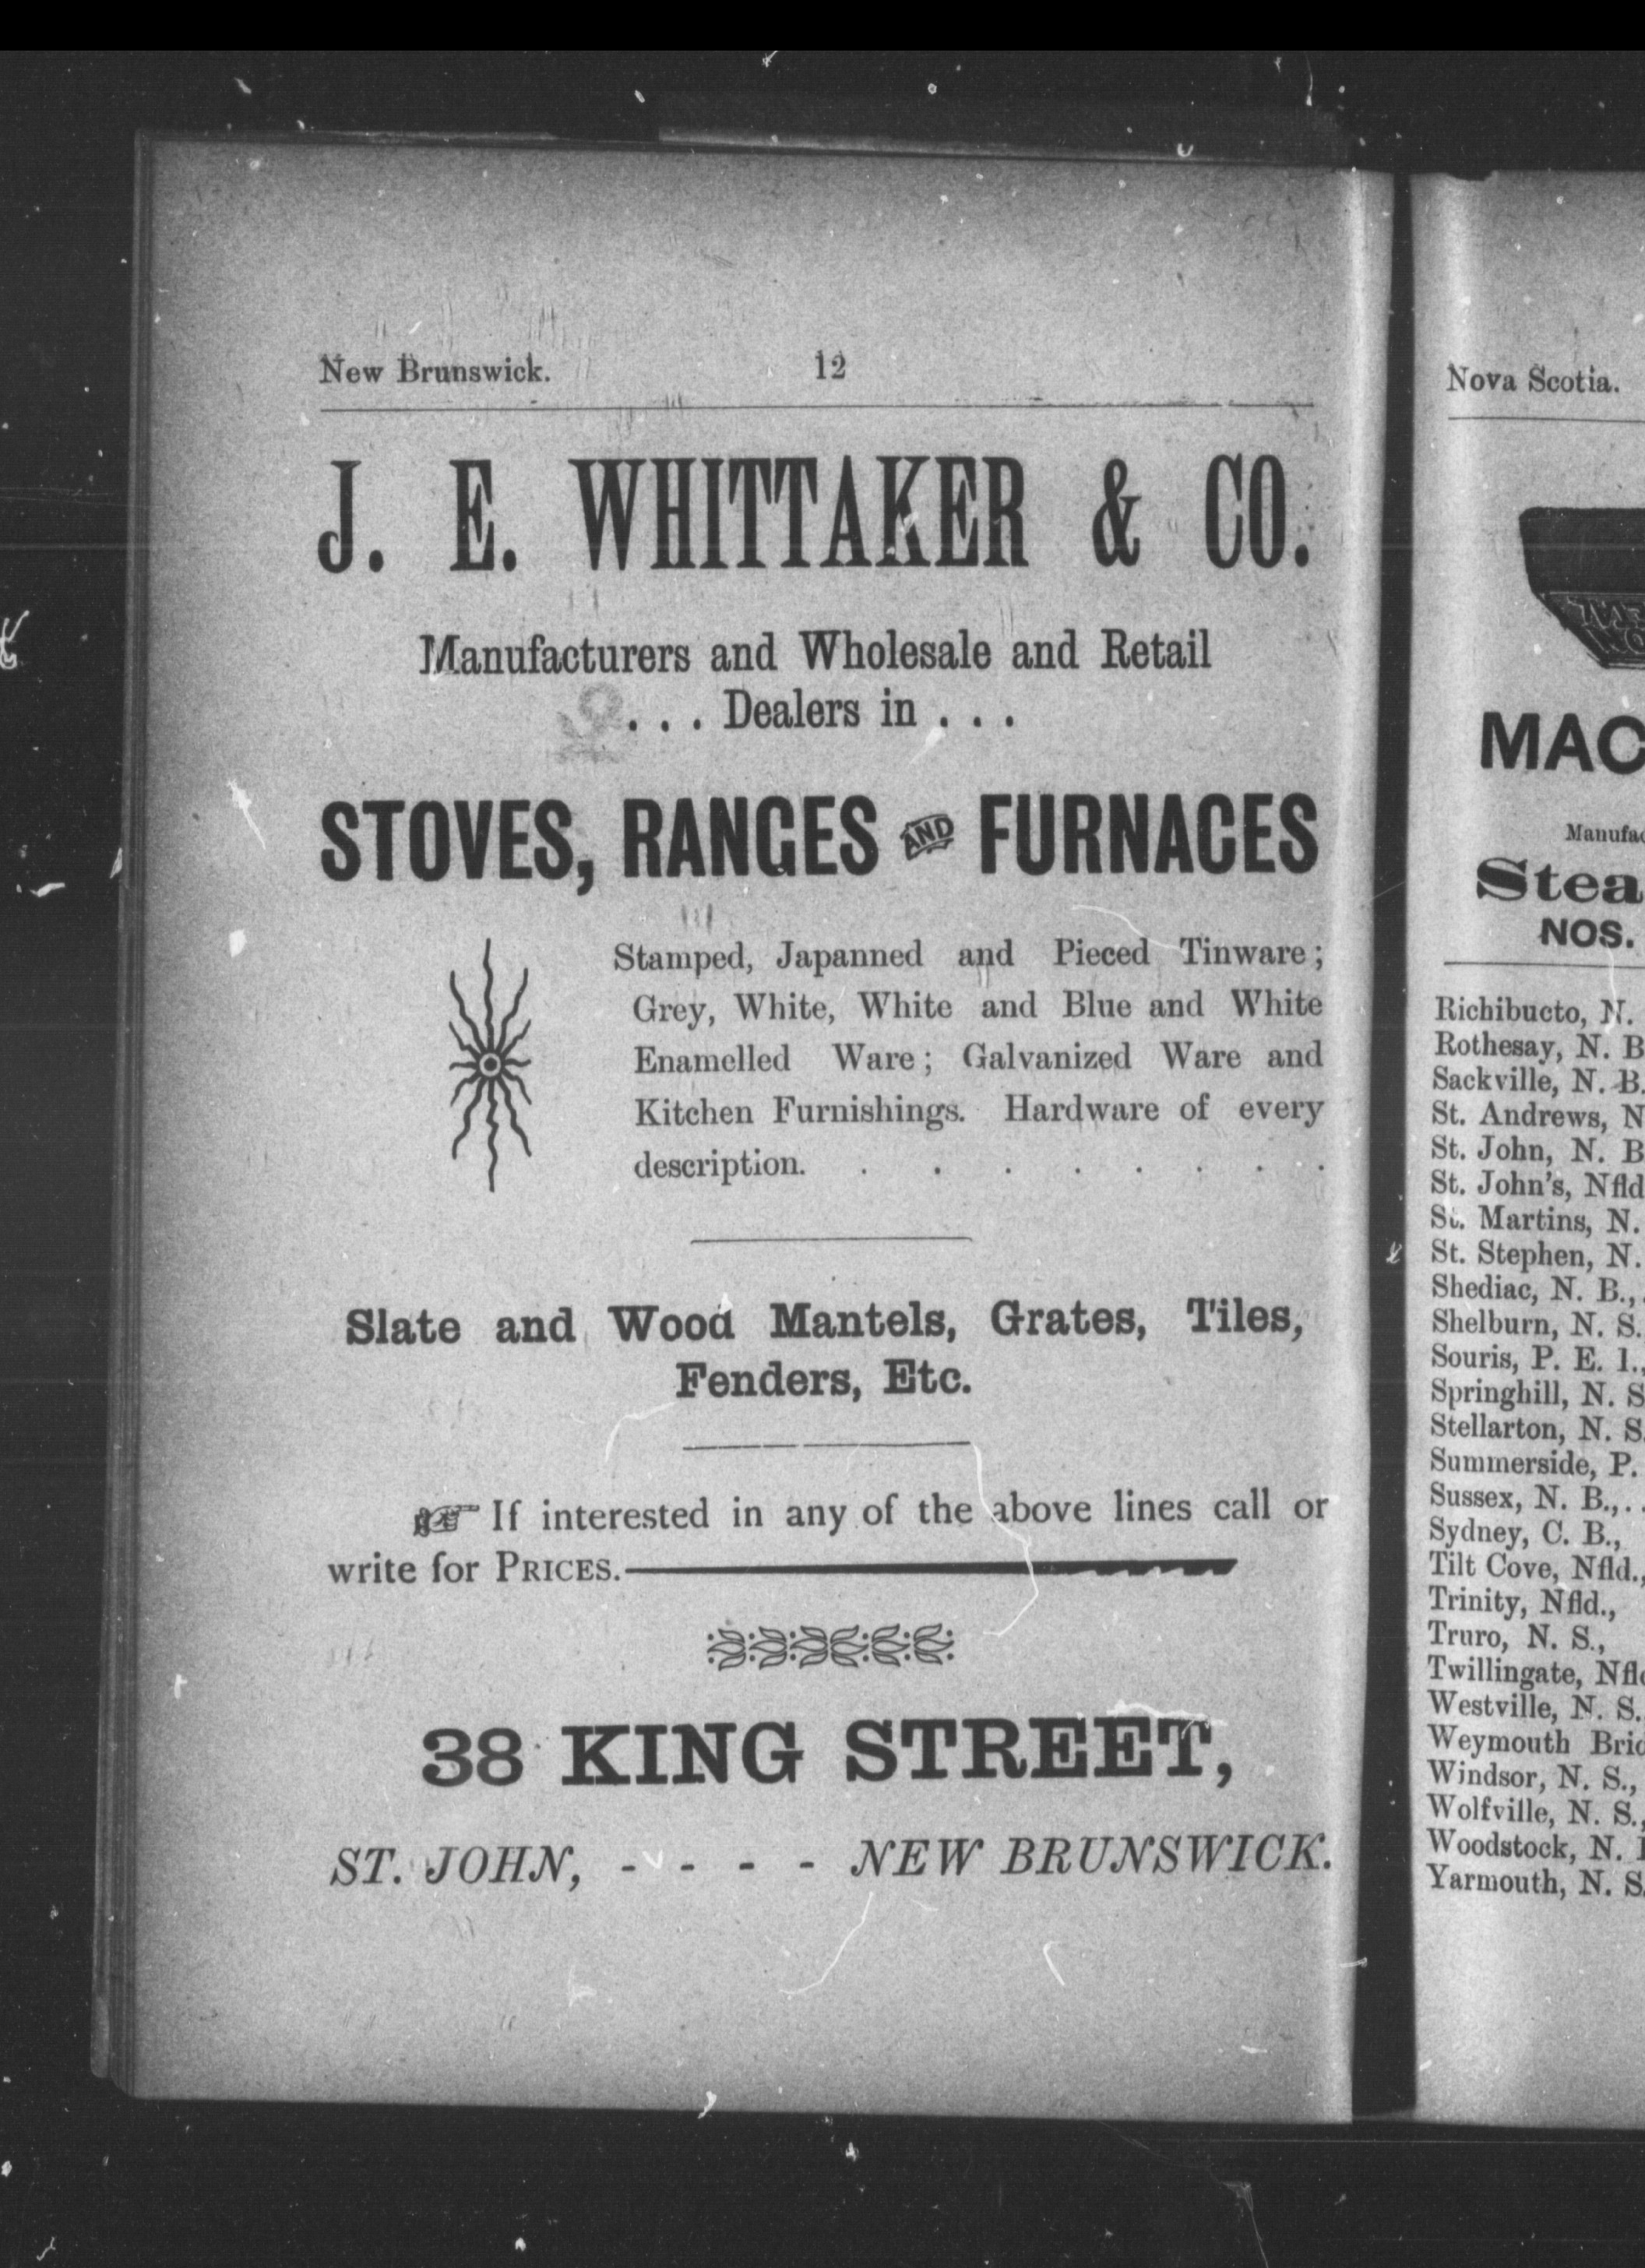 New Brunswick. 12
J. E. WHITTAKER & CO.
Manufacturers and Wholesale and Retail
. . . Dealers in . . .
STOVES, RANGES AND FURNACES
Stamped, Japanned and Pieced Tinware;
Grey, White, White and Blue and White
Enamelled Ware; Galvanized Ware and
Kitchen Furnishings. Hardware of every
description. . . . . . . . .
Slate and Wood Mantels, Grates, Tiles,
Fenders, Etc.
If interested in any of the above lines call or
write for PRICES.
38 KING STREET,
ST. JOHN, - - - - NEW BRUNSWICK.
Nova Scotia.
MAC
Manufac
Stea
NOS.
Richibucto, N.
Rothesay, N. B
Sackville, N. B.
St. Andrews, N
St. John, N. B
St. John's, Nfld
St. Martins, N.
St. Stephen, N.
Shediac, N. B.,
Shelburn, N. S.
Souris, P. E. I.,
Springhill, N. S
Stellarton, N. S.
Summerside, P.
Sussex, N. B.,. .
Sydney, C. B.,
Tilt Cove, Nfld.,
Trinity, Nfld.,
Truro, N. S.,
Twillingate, Nfl
Westville, N. S.
Weymouth Brid
Windsor, N. S.,
Wolfville, N. S.,
Woodstock, N.
Yarmouth, N. S.